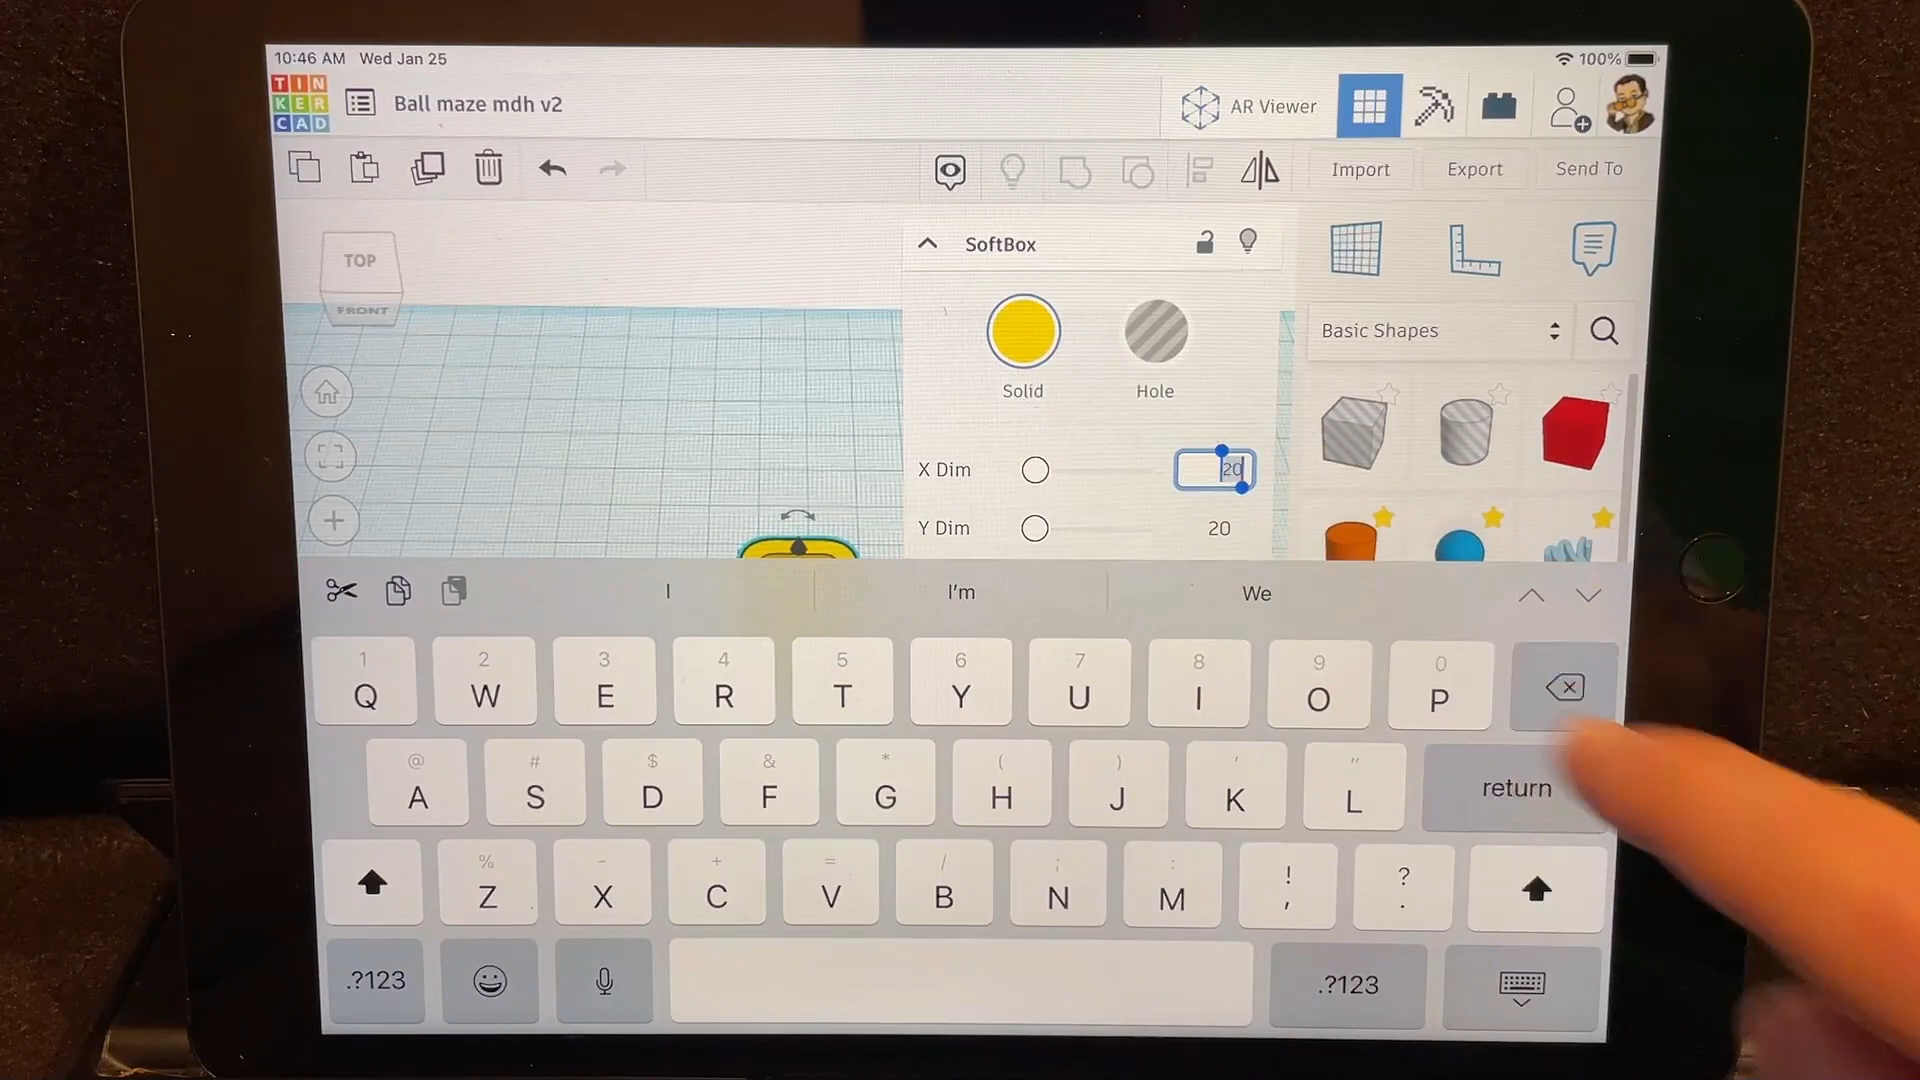 10:46 AM Wed Jan 25
100%
TIN
KER
CAD
Ball maze mdh v2
AR Viewer
Import
Export
Send To
TOP
FRONT
SoftBox
Solid
Hole
X Dim
20
Y Dim
20
Basic Shapes
I
I'm
We
1 2 3 4 5 6 7 8 9 0
Q W E R T Y U I O P
@ # $ & * ( ) ' "
A S D F G H J K L
return
% - + = / ; : ! ?
Z X C V B N M , .
.?123
.?123